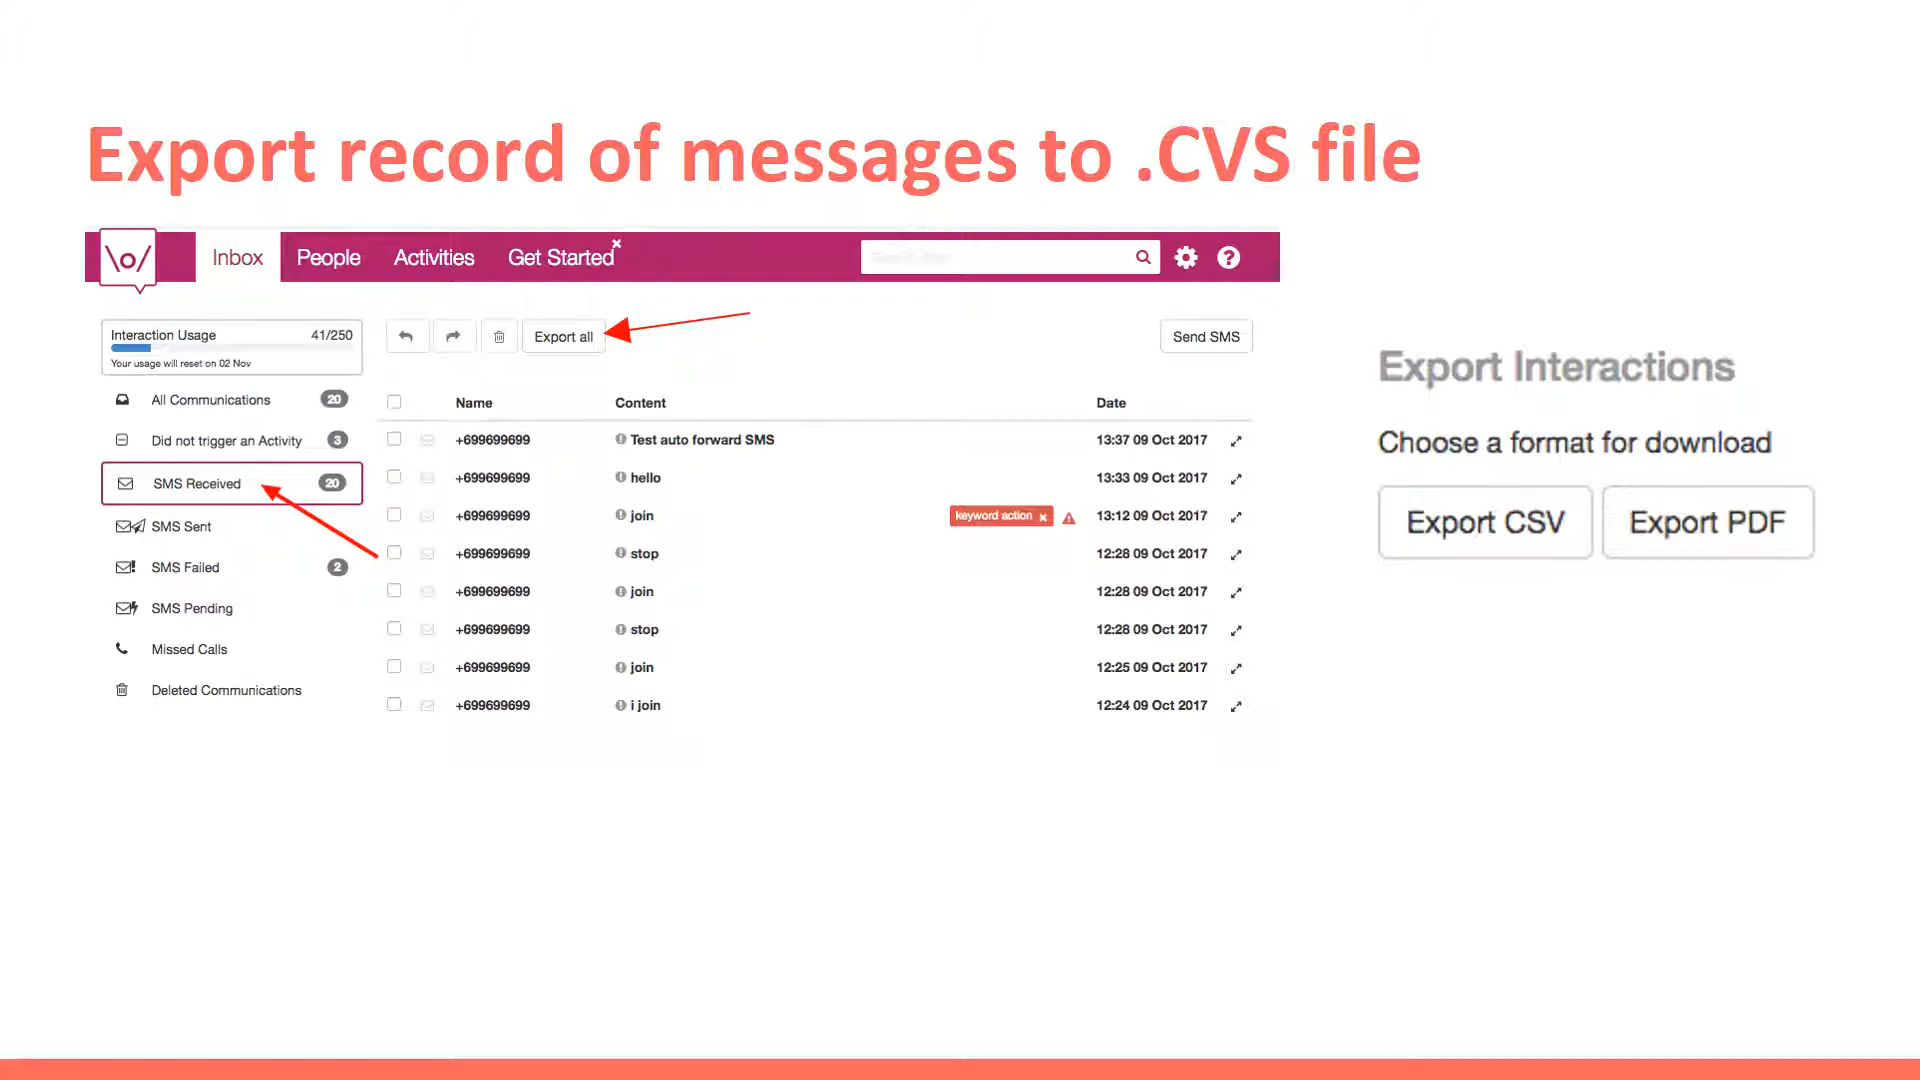 Export record of messages to .CVS file
\o/
Inbox People Activities Get Started x
Interaction Usage 41/250
Your usage will reset on 02 Nov
Export all
Send SMS
All Communications 20
Did not trigger an Activity 3
SMS Received 20
SMS Sent
SMS Failed 2
SMS Pending
Missed Calls
Deleted Communications
Name Content Date
+699699699 Test auto forward SMS 13:37 09 Oct 2017
+699699699 hello 13:33 09 Oct 2017
+699699699 join keyword action x 13:12 09 Oct 2017
+699699699 stop 12:28 09 Oct 2017
+699699699 join 12:28 09 Oct 2017
+699699699 stop 12:28 09 Oct 2017
+699699699 join 12:25 09 Oct 2017
+699699699 i join 12:24 09 Oct 2017
Export Interactions
Choose a format for download
Export CSV Export PDF